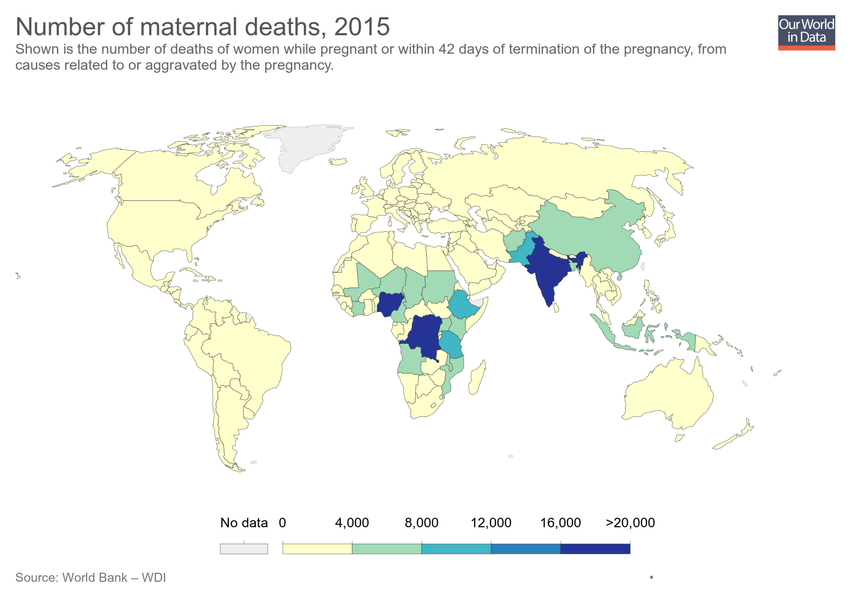 Number of maternal deaths, 2015
Our World
in Data
Shown is the number of deaths of women while pregnant or within 42 days of termination of the pregnancy, from
causes related to or aggravated by the pregnancy.
No data 0 4,000 8,000 12,000 16,000 >20,000
Source: World Bank – WDI